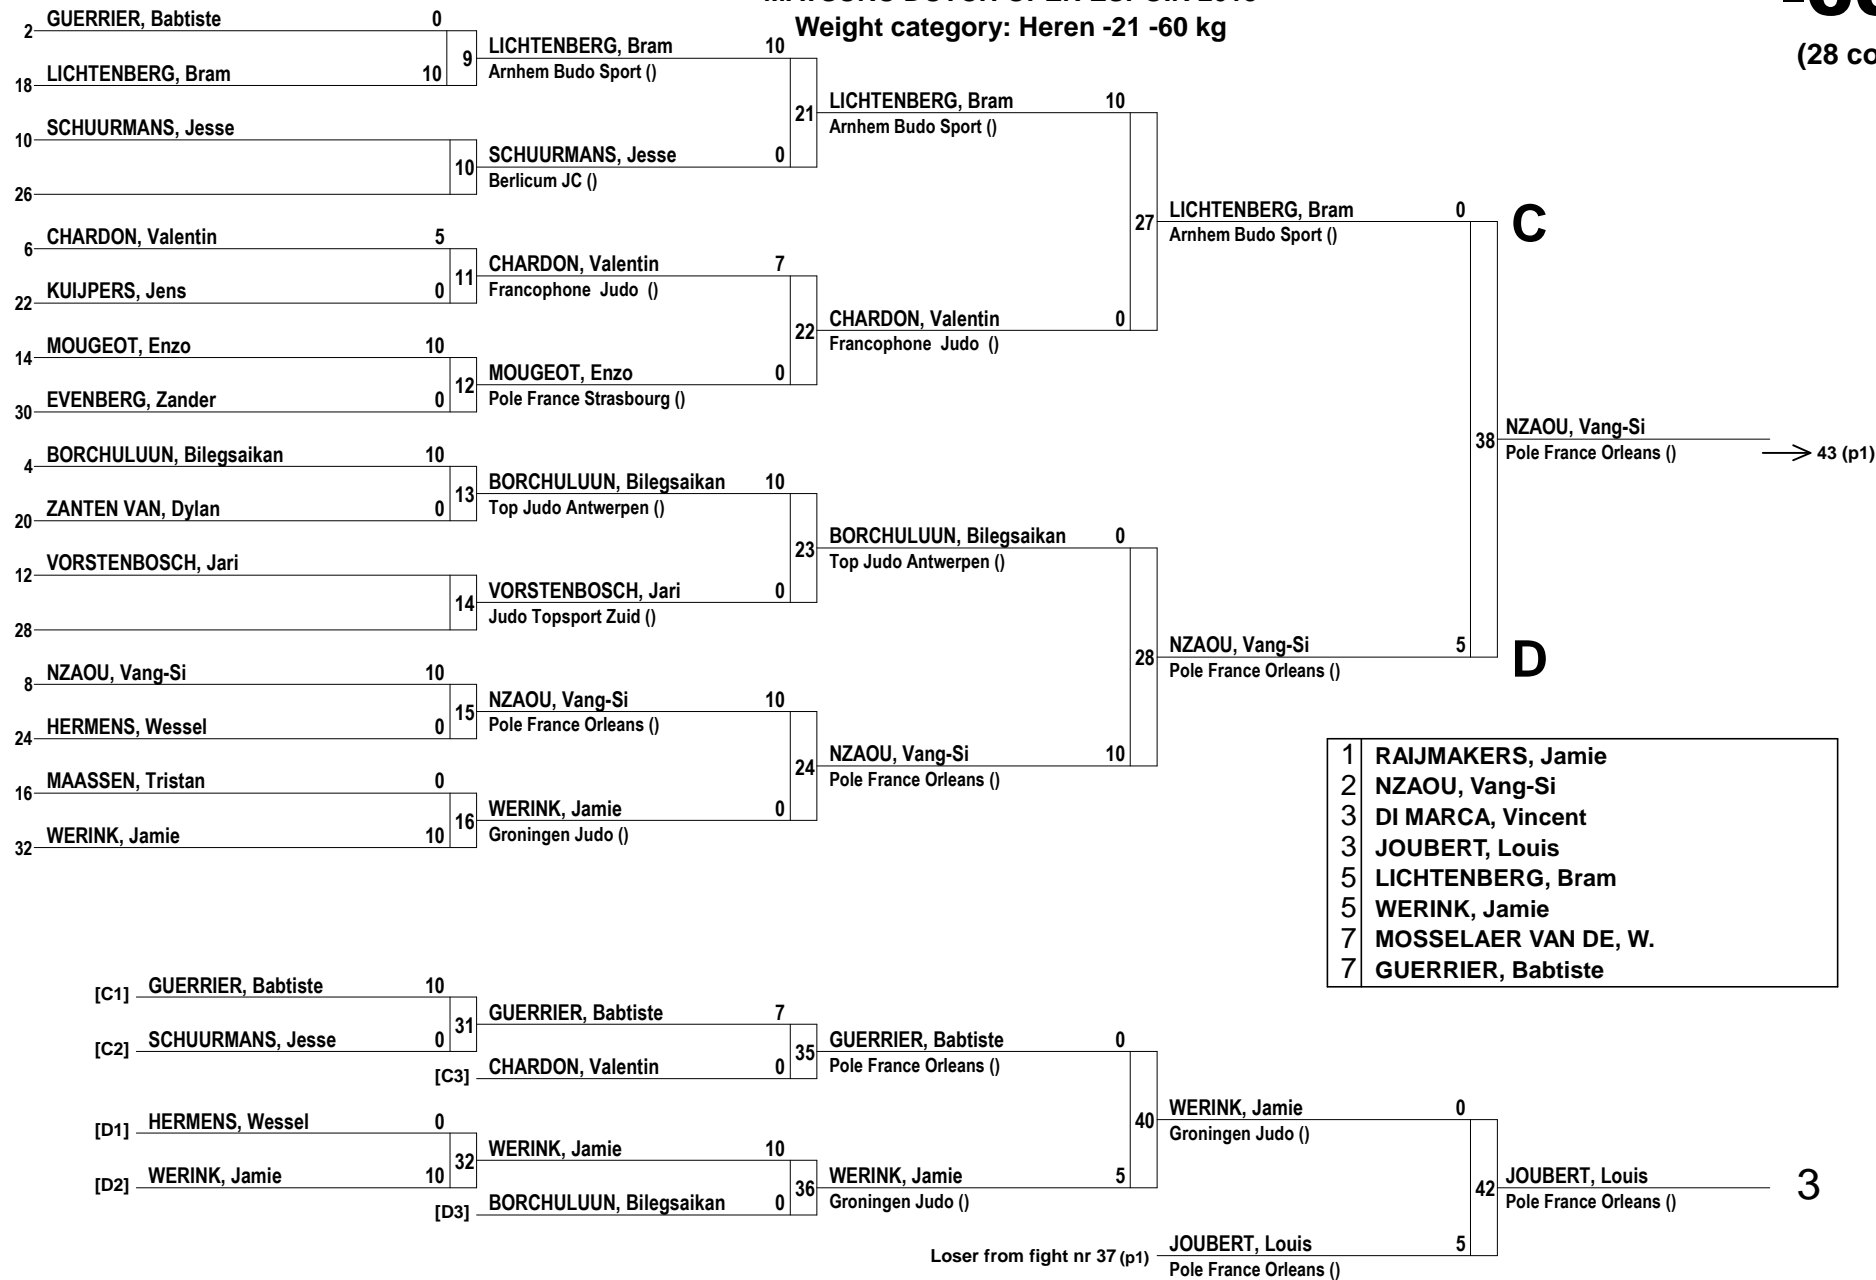 Weight category: Heren -21 -60 kg
(28 co
2 GUERRIER, Babtiste 0
9
18 LICHTENBERG, Bram 10
LICHTENBERG, Bram 10
Arnhem Budo Sport ()
10 SCHUURMANS, Jesse
10
26
SCHUURMANS, Jesse 0
Berlicum JC ()
21
LICHTENBERG, Bram 10
Arnhem Budo Sport ()
6 CHARDON, Valentin 5
11
22 KUIJPERS, Jens 0
CHARDON, Valentin 7
Francophone Judo ()
14 MOUGEOT, Enzo 10
12
30 EVENBERG, Zander 0
MOUGEOT, Enzo 0
Pole France Strasbourg ()
22
CHARDON, Valentin 0
Francophone Judo ()
27
LICHTENBERG, Bram 0
Arnhem Budo Sport ()
C
4 BORCHULUUN, Bilegsaikan 10
13
20 ZANTEN VAN, Dylan 0
BORCHULUUN, Bilegsaikan 10
Top Judo Antwerpen ()
12 VORSTENBOSCH, Jari
14
28
VORSTENBOSCH, Jari 0
Judo Topsport Zuid ()
23
BORCHULUUN, Bilegsaikan 0
Top Judo Antwerpen ()
8 NZAOU, Vang-Si 10
15
24 HERMENS, Wessel 0
NZAOU, Vang-Si 10
Pole France Orleans ()
16 MAASSEN, Tristan 0
16
32 WERINK, Jamie 10
WERINK, Jamie 0
Groningen Judo ()
24
NZAOU, Vang-Si 10
Pole France Orleans ()
28
NZAOU, Vang-Si 5
Pole France Orleans ()
D
38
NZAOU, Vang-Si
Pole France Orleans ()
43 (p1)
1 RAIJMAKERS, Jamie
2 NZAOU, Vang-Si
3 DI MARCA, Vincent
3 JOUBERT, Louis
5 LICHTENBERG, Bram
5 WERINK, Jamie
7 MOSSELAER VAN DE, W.
7 GUERRIER, Babtiste
[C1] GUERRIER, Babtiste 10
31
[C2] SCHUURMANS, Jesse 0
GUERRIER, Babtiste 7
35
[C3] CHARDON, Valentin 0
GUERRIER, Babtiste 0
Pole France Orleans ()
[D1] HERMENS, Wessel 0
32
[D2] WERINK, Jamie 10
WERINK, Jamie 10
36
[D3] BORCHULUUN, Bilegsaikan 0
WERINK, Jamie 5
Groningen Judo ()
40
WERINK, Jamie 0
Groningen Judo ()
42
Loser from fight nr 37 (p1) JOUBERT, Louis 5
Pole France Orleans ()
JOUBERT, Louis
Pole France Orleans ()
3